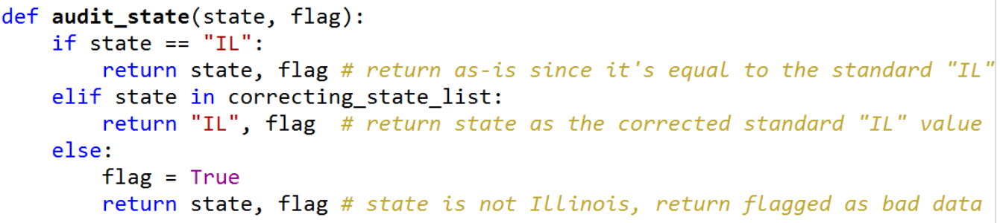 def audit_state(state, flag):
    if state == "IL":
        return state, flag # return as-is since it's equal to the standard "IL"
    elif state in correcting_state_list:
        return "IL", flag  # return state as the corrected standard "IL" value
    else:
        flag = True
        return state, flag # state is not Illinois, return flagged as bad data